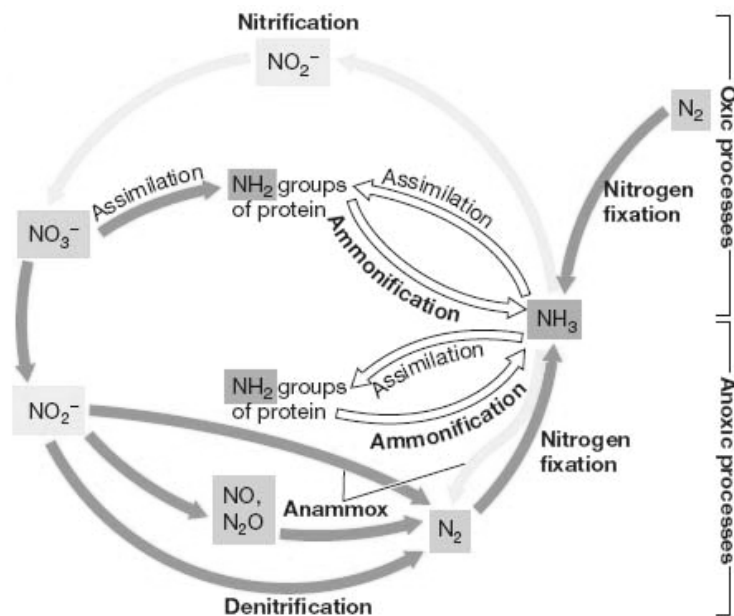 Nitrification
NO₂⁻
N₂
Oxic processes
Assimilation
NH₂ groups
of protein
Assimilation
Nitrogen
fixation
NO₃⁻
Ammonification
NH₃
NH₂ groups
of protein
Assimilation
Ammonification
Nitrogen
fixation
Anoxic processes
NO₂⁻
NO,
N₂O
Anammox
N₂
Denitrification